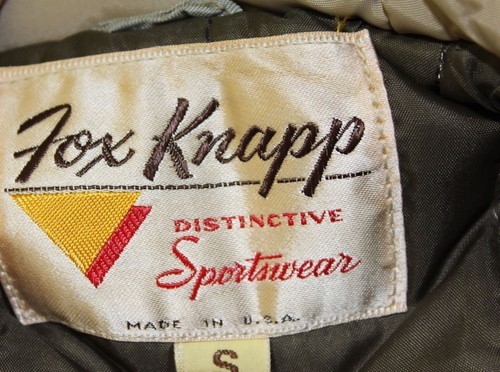 Fox Knapp
DISTINCTIVE
Sportswear
MADE IN U.S.A.
S